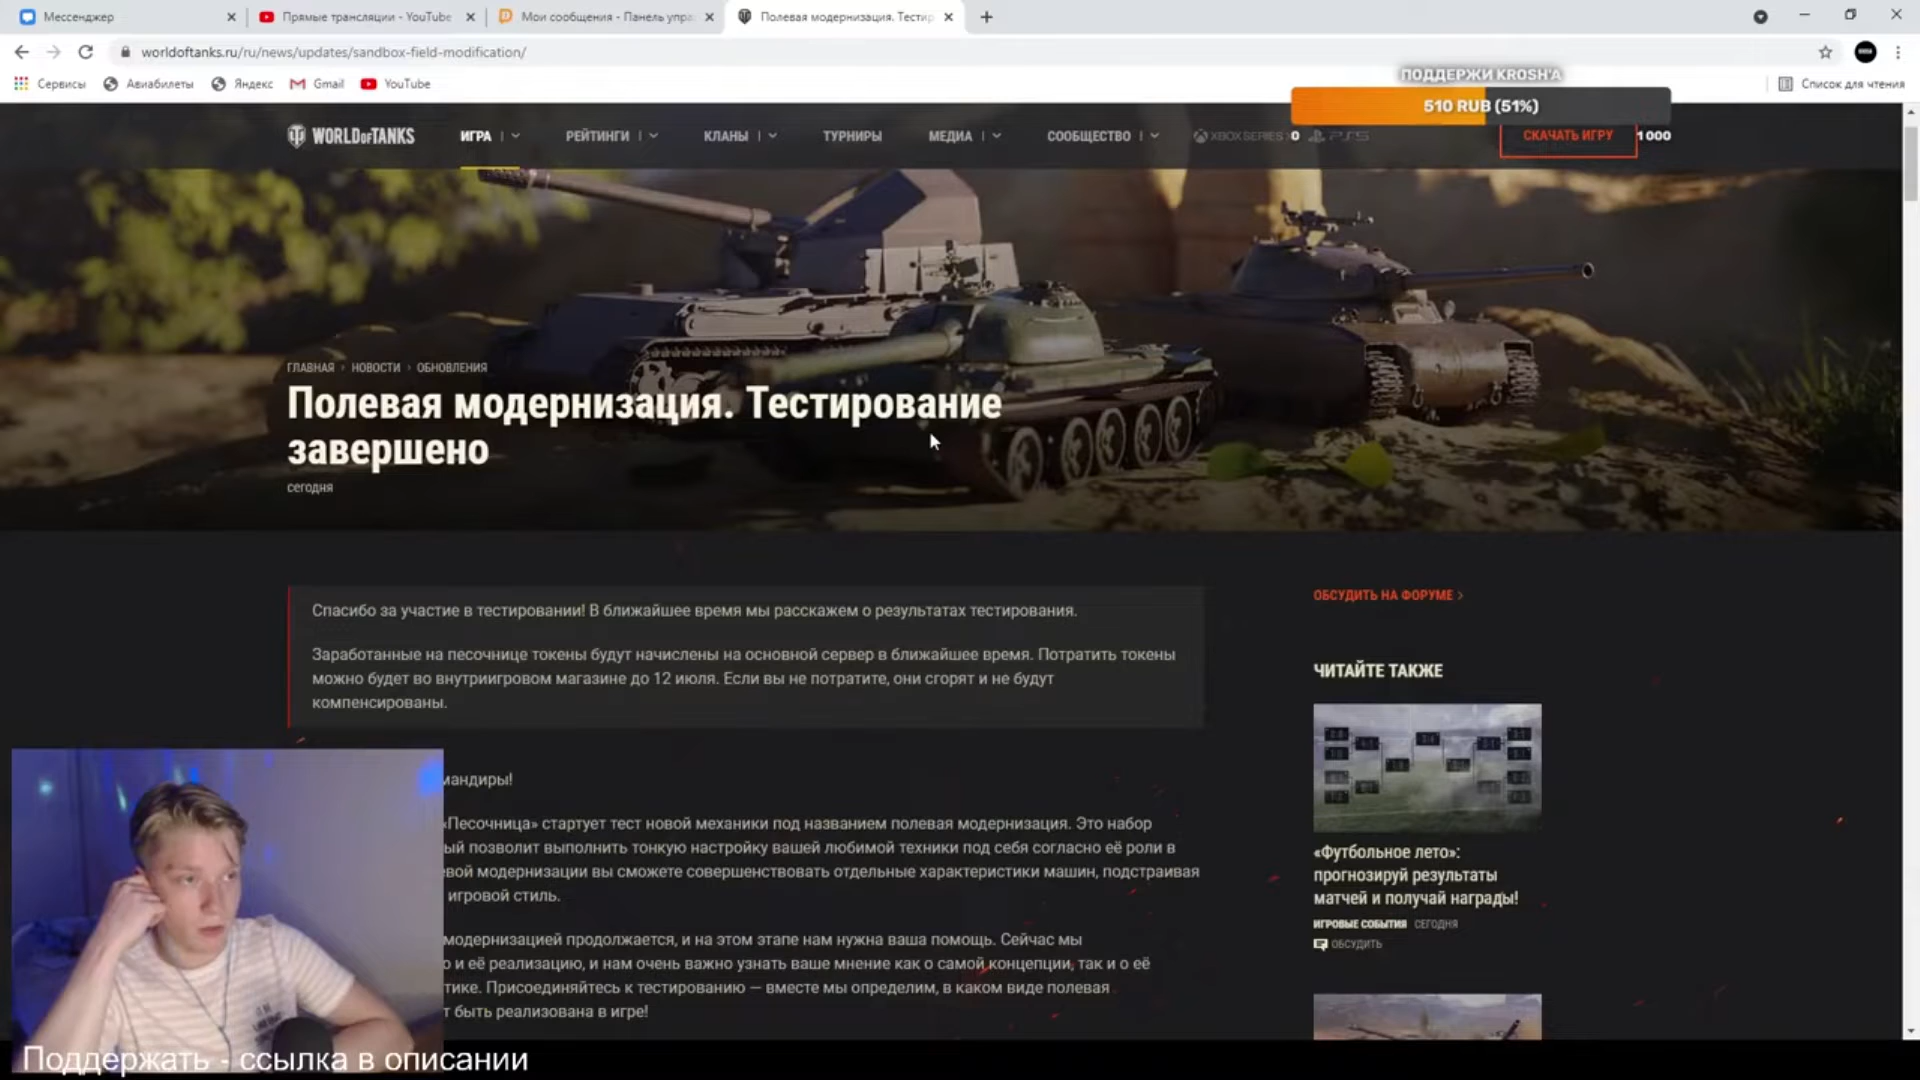 Мессенджер
Прямые трансляции - YouTube
Мои сообщения - Панель упра
Полевая модернизация. Тестир
worldoftanks.ru/ru/news/updates/sandbox-field-modification/
Сервисы
Авиабилеты
Яндекс
Gmail
YouTube
Список для чтения
ПОДДЕРЖИ KROSH'A
510 RUB (51%)
0
1000
WORLD OF TANKS
ИГРА
РЕЙТИНГИ
КЛАНЫ
ТУРНИРЫ
МЕДИА
СООБЩЕСТВО
XBOX SERIES
PS5
СКАЧАТЬ ИГРУ
ГЛАВНАЯ › НОВОСТИ › ОБНОВЛЕНИЯ
Полевая модернизация. Тестирование
завершено
сегодня
Спасибо за участие в тестировании! В ближайшее время мы расскажем о результатах тестирования.
Заработанные на песочнице токены будут начислены на основной сервер в ближайшее время. Потратить токены
можно будет во внутриигровом магазине до 12 июля. Если вы не потратите, они сгорят и не будут
компенсированы.
мандиры!
«Песочница» стартует тест новой механики под названием полевая модернизация. Это набор
ый позволит выполнить тонкую настройку вашей любимой техники под себя согласно её роли в
вой модернизации вы сможете совершенствовать отдельные характеристики машин, подстраивая
игровой стиль.
модернизацией продолжается, и на этом этапе нам нужна ваша помощь. Сейчас мы
о и её реализацию, и нам очень важно узнать ваше мнение как о самой концепции, так и о её
тике. Присоединяйтесь к тестированию — вместе мы определим, в каком виде полевая
т быть реализована в игре!
ОБСУДИТЬ НА ФОРУМЕ ›
ЧИТАЙТЕ ТАКЖЕ
«Футбольное лето»:
прогнозируй результаты
матчей и получай награды!
ИГРОВЫЕ СОБЫТИЯ СЕГОДНЯ
ОБСУДИТЬ
Поддержать - ссылка в описании